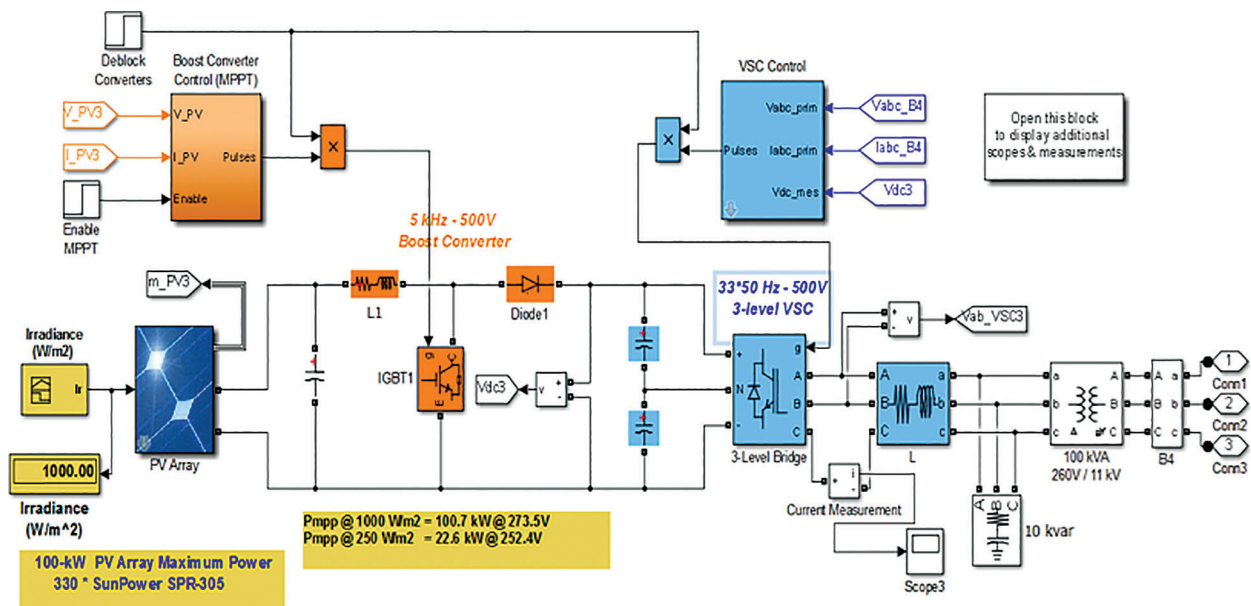 Deblock
Converters
Boost Converter
Control (MPPT)
V_PV3
I_PV3
V_PV
I_PV
Pulses
Enable
Enable
MPPT
X
X
VSC Control
Vabc_prim
Iabc_prim
Vdc_mes
Pulses
Vabc_B4
Iabc_B4
Vdc3
Open this block
to display additional
scopes & measurements
5 kHz - 500V
Boost Converter
m_PV3
L1
Diode1
33*50 Hz - 500V
3-level VSC
Irradiance
(W/m2)
Ir
PV Array
1000.00
Irradiance
(W/m^2)
g
C
E
IGBT1
Vdc3
v
+
-
g
+
N
-
A
B
C
3-Level Bridge
+
-
v
Vab_VSC3
A
B
C
a
b
c
L
a
b
c
A
B
C
Δ
100 kVA
260V / 11 kV
A
B
C
a
b
c
B4
1
Conn1
2
Conn2
3
Conn3
+
-
i
Current Measurement
Scope3
A
B
C
10 kvar
Pmpp @ 1000 W/m2 = 100.7 kW @ 273.5V
Pmpp @ 250 W/m2 = 22.6 kW @ 252.4V
100-kW PV Array Maximum Power
330 * SunPower SPR-305